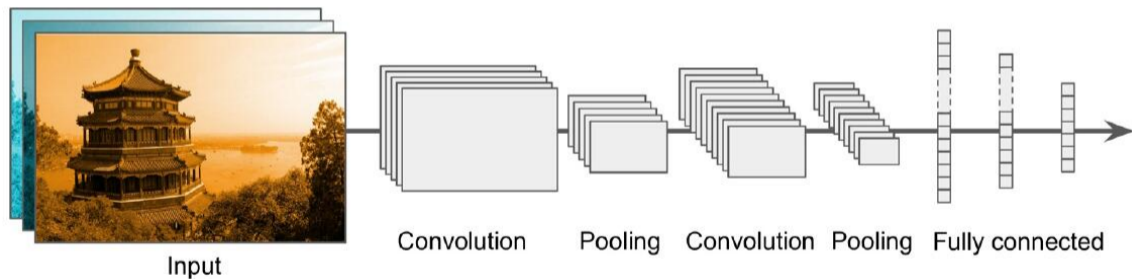 Input
Convolution
Pooling
Convolution
Pooling
Fully connected